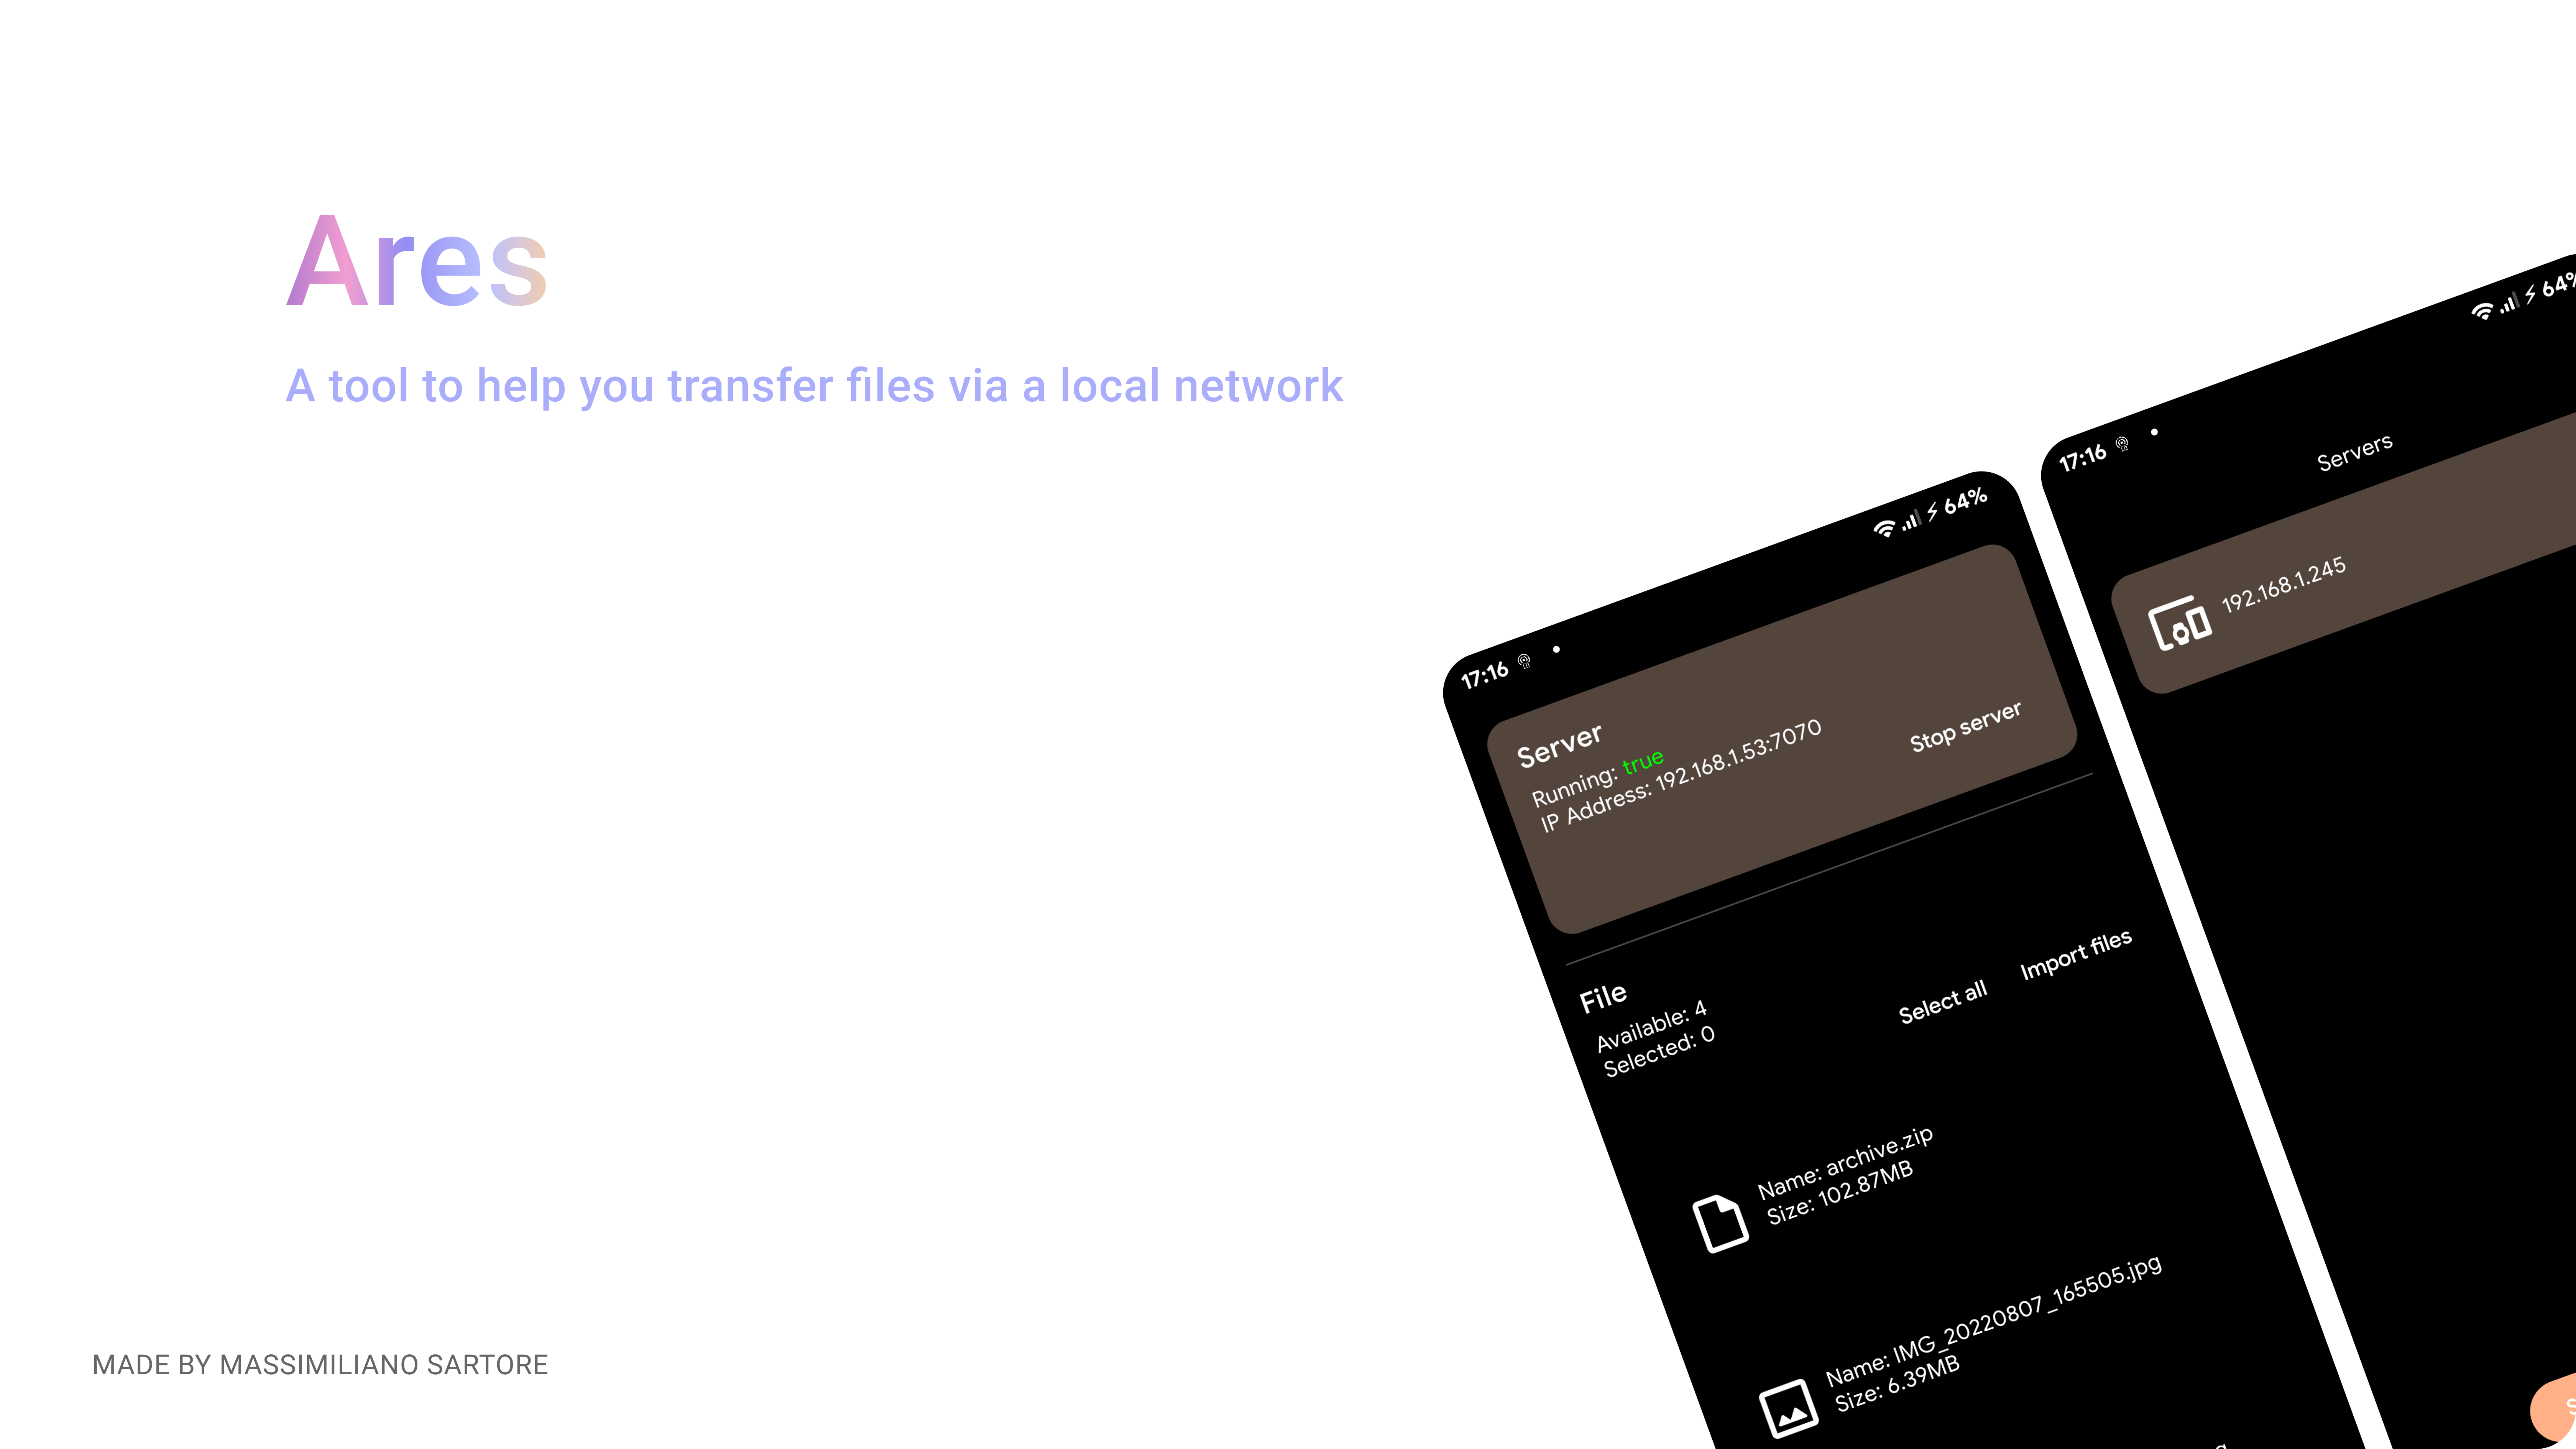 Ares
A tool to help you transfer files via a local network
17:16
64%
Server
Running: true
IP Address: 192.168.1.53:7070
Stop server
File
Available: 4
Selected: 0
Select all
Import files
Name: archive.zip
Size: 102.87MB
Name: IMG_20220807_165505.jpg
Size: 6.39MB
17:16
64%
Servers
192.168.1.245
MADE BY MASSIMILIANO SARTORE